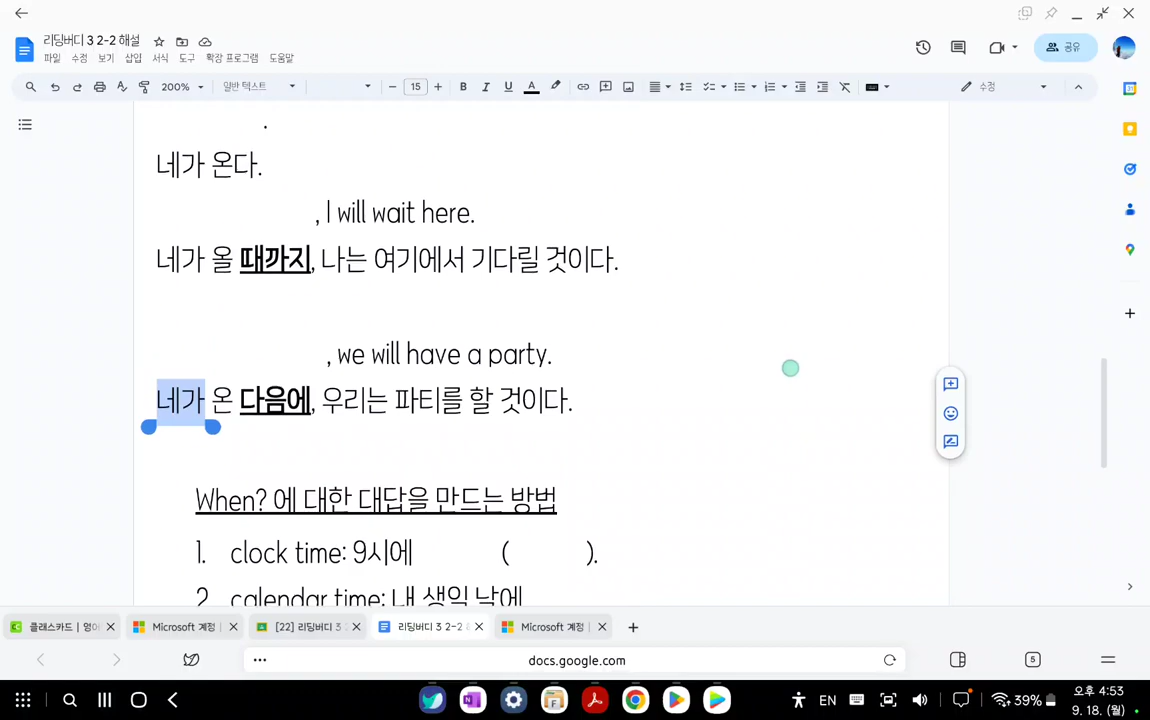 리딩버디 3 2-2 해설
파일 수정 보기 삽입 서식 도구 확장 프로그램 도움말
공유
200% 일반 텍스트 15 B I U A 수정
.
네가 온다.
, I will wait here.
네가 올 때까지, 나는 여기에서 기다릴 것이다.
, we will have a party.
네가 온 다음에, 우리는 파티를 할 것이다.
When? 에 대한 대답을 만드는 방법
1. clock time: 9시에 ( ).
2. calendar time: 내 생일 날에
플래스카드 | 영어 Microsoft 계정 | [22] 리딩버디 3 리딩버디 3 2-2 Microsoft 계정 |
docs.google.com 5
EN 39% 오후 4:53
9. 18. (월)